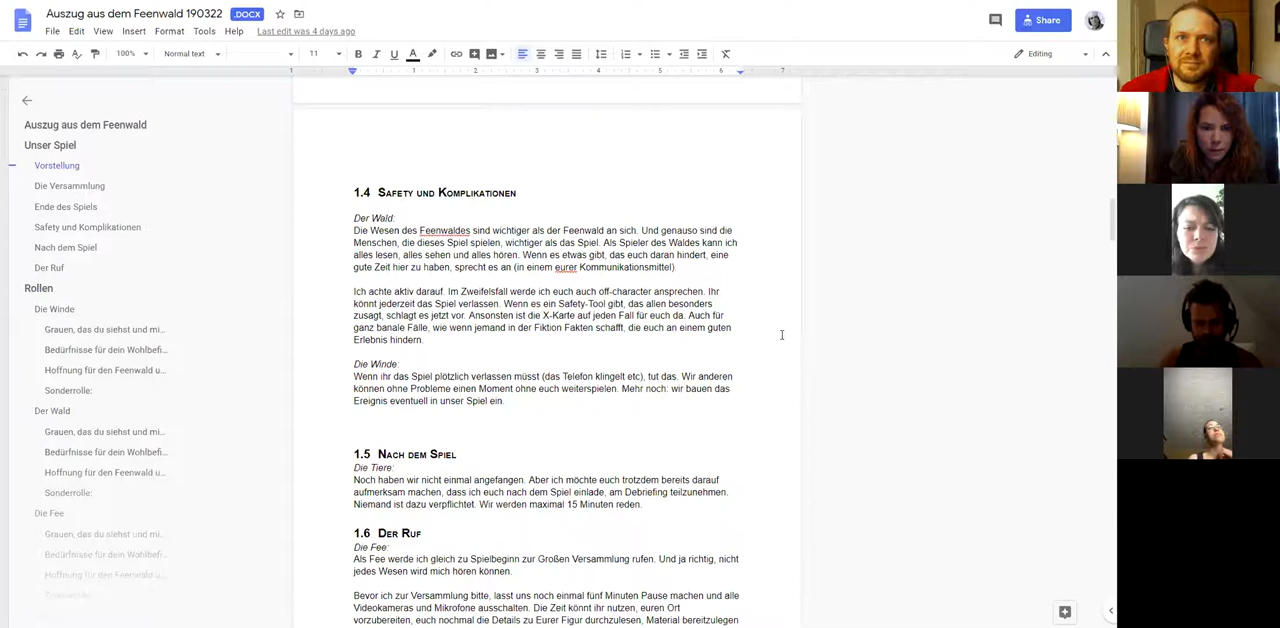 Auszug aus dem Feenwald 190322 .DOCX
File Edit View Insert Format Tools Help Last edit was 4 days ago
Share
100% Normal text 11 B I U A Editing
1 1 2 3 4 5 6 7
Auszug aus dem Feenwald
Unser Spiel
Vorstellung
Die Versammlung
Ende des Spiels
Safety und Komplikationen
Nach dem Spiel
Der Ruf
Rollen
Die Winde
Grauen, das du siehst und mi...
Bedürfnisse für dein Wohlbefi...
Hoffnung für den Feenwald u...
Sonderrolle:
Der Wald
Grauen, das du siehst und mi...
Bedürfnisse für dein Wohlbefi...
Hoffnung für den Feenwald u...
Sonderrolle:
Die Fee
Grauen, das du siehst und mi...
Bedürfnisse für dein Wohlbefi...
Hoffnung für den Feenwald u...
1.4 Safety und Komplikationen
Der Wald:
Die Wesen des Feenwaldes sind wichtiger als der Feenwald an sich. Und genauso sind die
Menschen, die dieses Spiel spielen, wichtiger als das Spiel. Als Spieler des Waldes kann ich
alles lesen, alles sehen und alles hören. Wenn es etwas gibt, das euch daran hindert, eine
gute Zeit hier zu haben, sprecht es an (in einem eurer Kommunikationsmittel).
Ich achte aktiv darauf. Im Zweifelsfall werde ich euch auch off-character ansprechen. Ihr
könnt jederzeit das Spiel verlassen. Wenn es ein Safety-Tool gibt, das allen besonders
zusagt, schlagt es jetzt vor. Ansonsten ist die X-Karte auf jeden Fall für euch da. Auch für
ganz banale Fälle, wie wenn jemand in der Fiktion Fakten schafft, die euch an einem guten
Erlebnis hindern.
Die Winde:
Wenn ihr das Spiel plötzlich verlassen müsst (das Telefon klingelt etc), tut das. Wir anderen
können ohne Probleme einen Moment ohne euch weiterspielen. Mehr noch: wir bauen das
Ereignis eventuell in unser Spiel ein.
1.5 Nach dem Spiel
Die Tiere:
Noch haben wir nicht einmal angefangen. Aber ich möchte euch trotzdem bereits darauf
aufmerksam machen, dass ich euch nach dem Spiel einlade, am Debriefing teilzunehmen.
Niemand ist dazu verpflichtet. Wir werden maximal 15 Minuten reden.
1.6 Der Ruf
Die Fee:
Als Fee werde ich gleich zu Spielbeginn zur Großen Versammlung rufen. Und ja richtig, nicht
jedes Wesen wird mich hören können.
Bevor ich zur Versammlung bitte, lasst uns noch einmal fünf Minuten Pause machen und alle
Videokameras und Mikrofone ausschalten. Die Zeit könnt ihr nutzen, euren Ort
vorzubereiten, euch nochmal die Details zu Eurer Figur durchzulesen, Material bereitzulegen